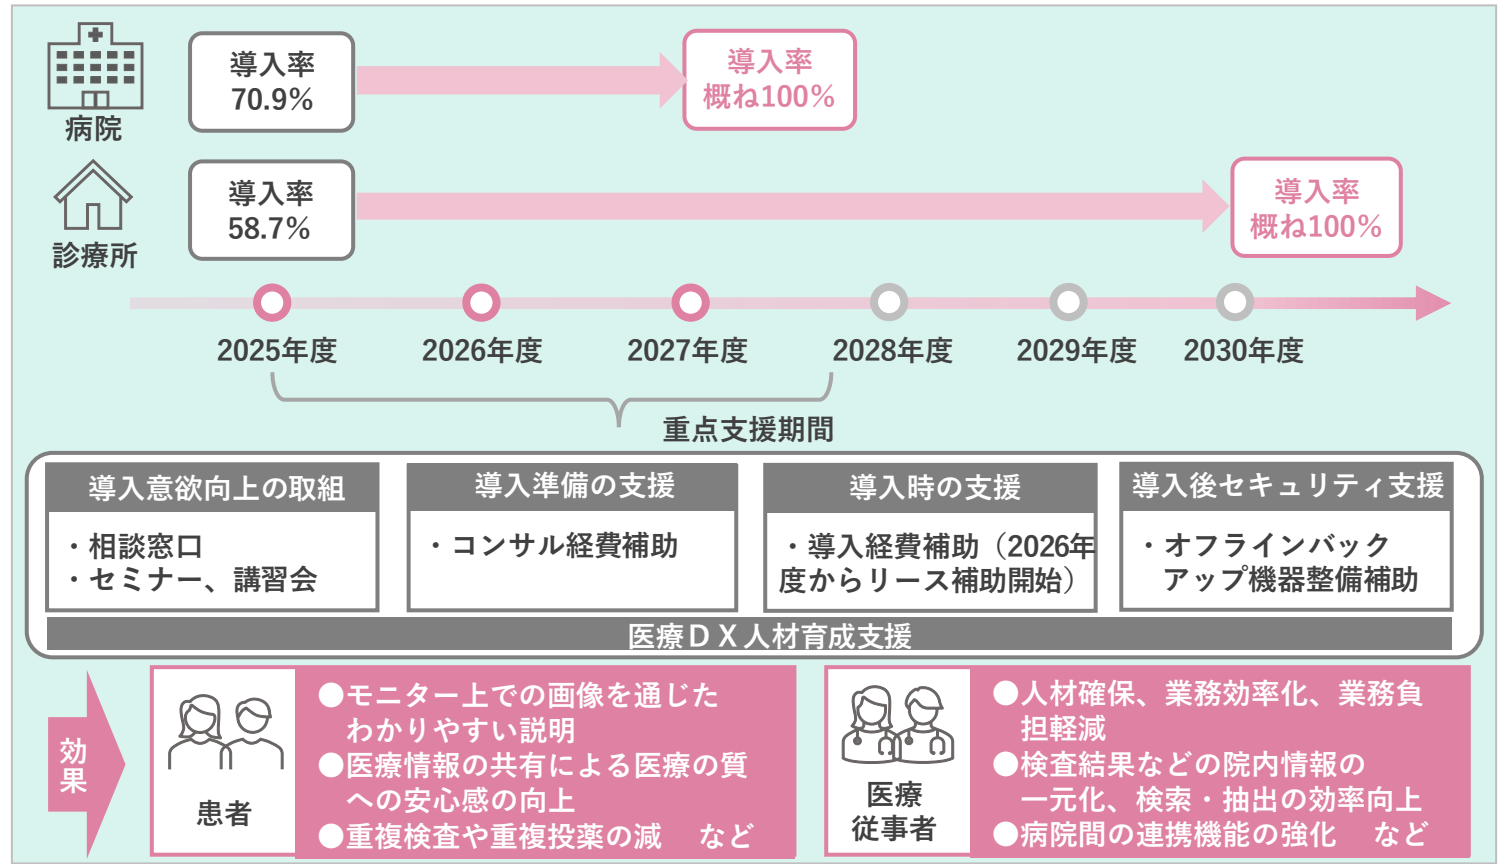 病院
導入率
70.9%
導入率
概ね100%
診療所
導入率
58.7%
導入率
概ね100%
2025年度
2026年度
2027年度
2028年度
2029年度
2030年度
重点支援期間
導入意欲向上の取組
・相談窓口
・セミナー、講習会
導入準備の支援
・コンサル経費補助
導入時の支援
・導入経費補助（2026年
度からリース補助開始）
導入後セキュリティ支援
・オフラインバック
アップ機器整備補助
医療ＤＸ人材育成支援
効果
患者
●モニター上での画像を通じた
わかりやすい説明
●医療情報の共有による医療の質
への安心感の向上
●重複検査や重複投薬の減　など
医療
従事者
●人材確保、業務効率化、業務負
担軽減
●検査結果などの院内情報の
一元化、検索・抽出の効率向上
●病院間の連携機能の強化　など